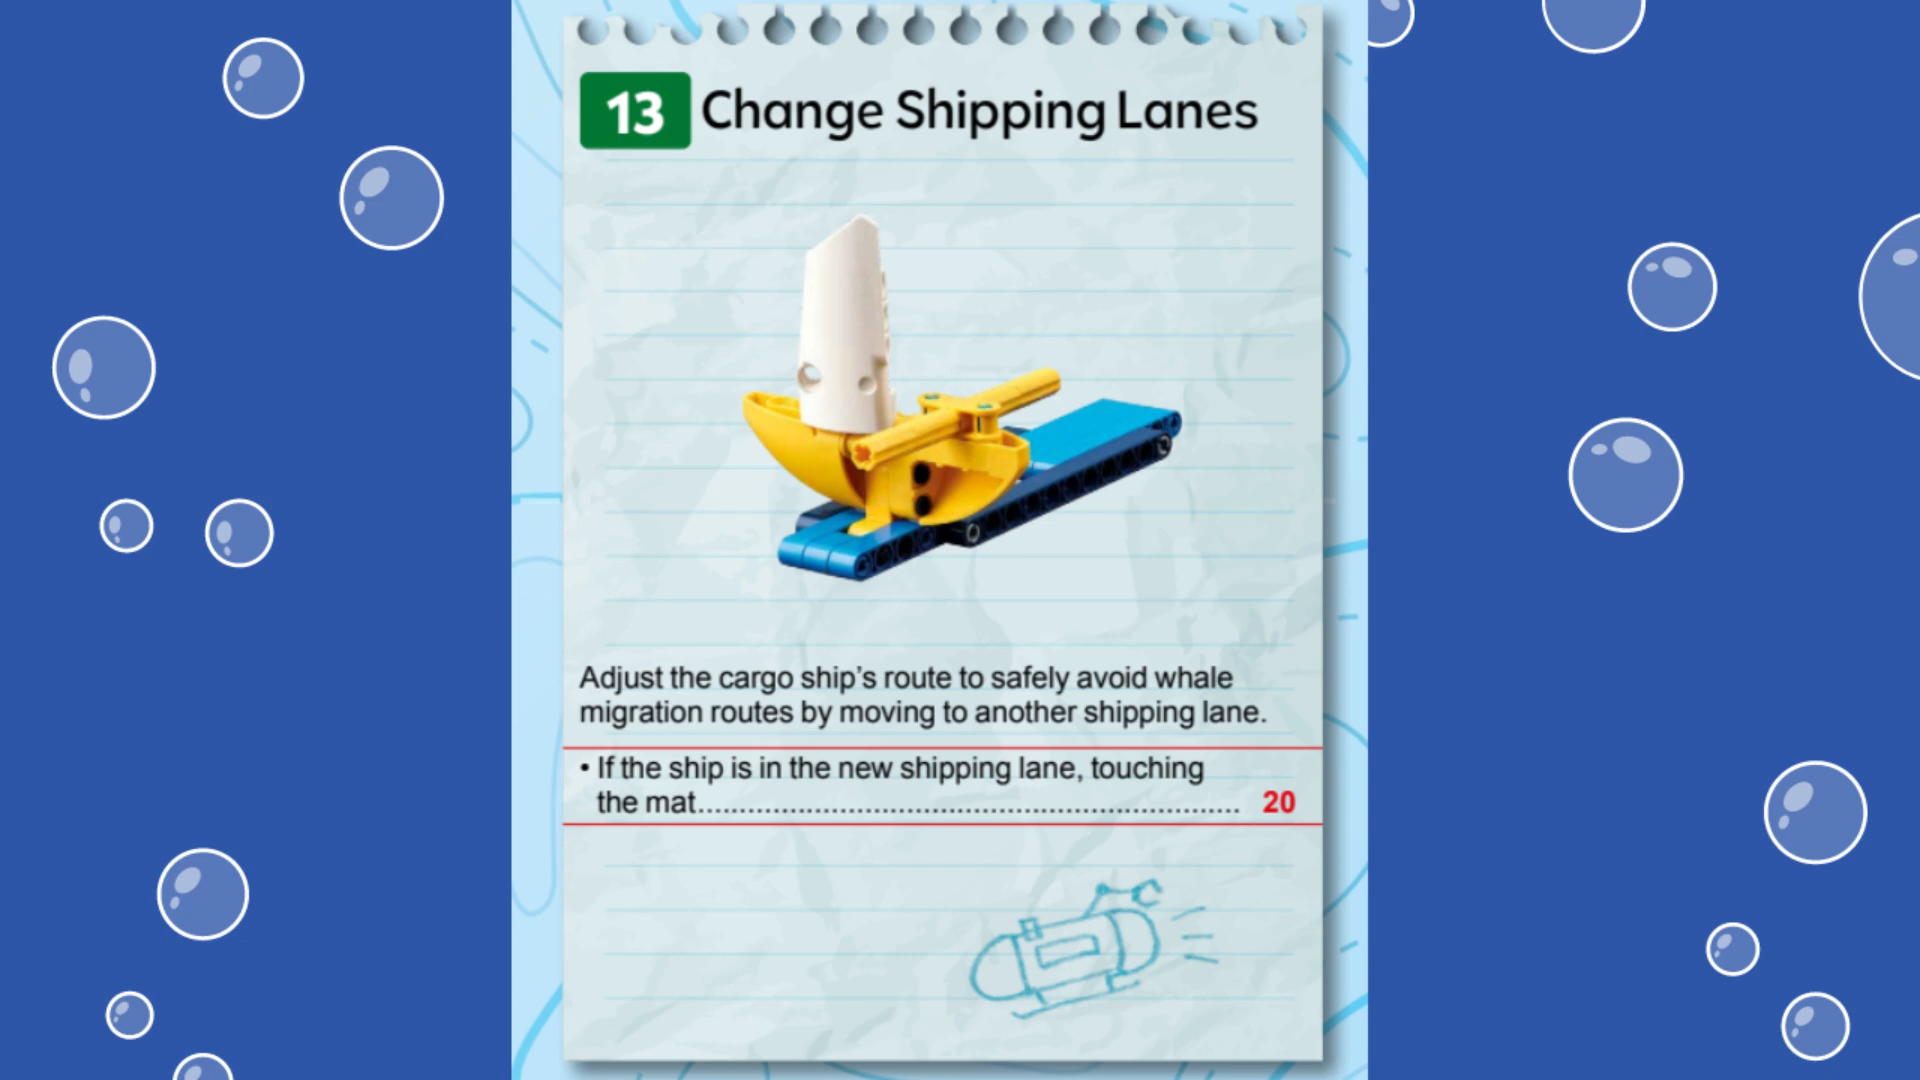 13 Change Shipping Lanes
Adjust the cargo ship's route to safely avoid whale
migration routes by moving to another shipping lane.
• If the ship is in the new shipping lane, touching
the mat................................................................ 20